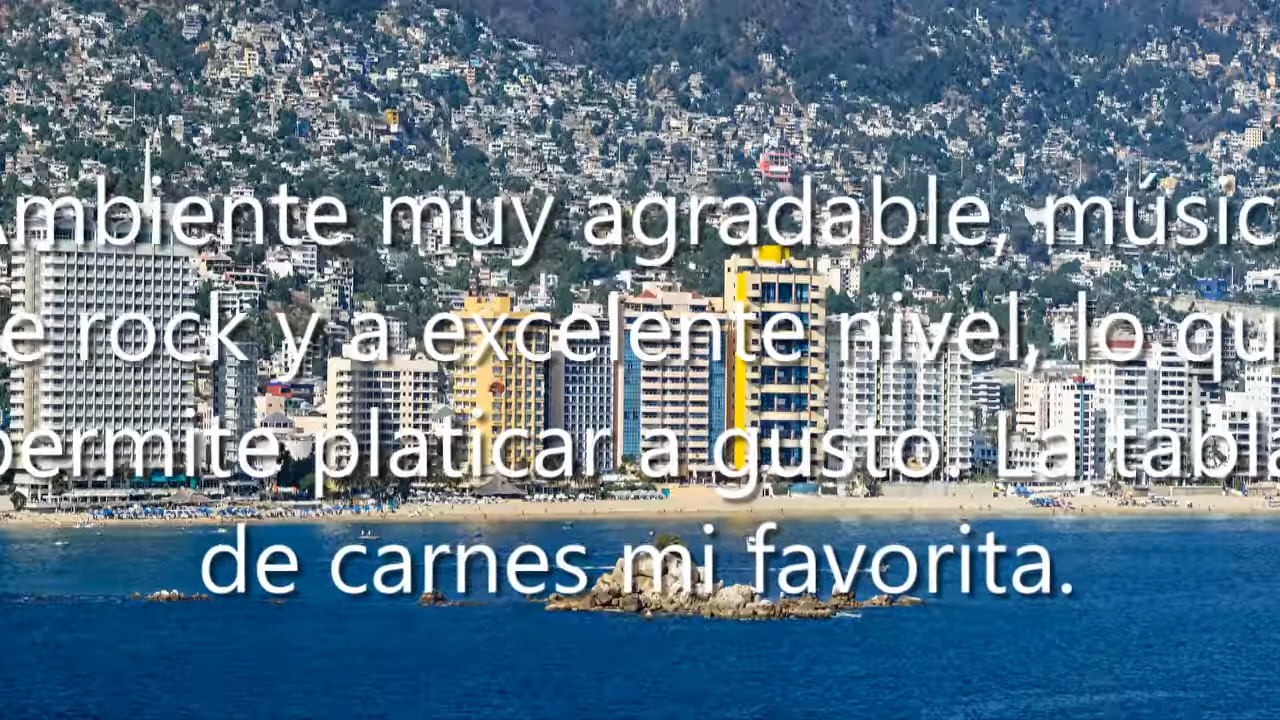 Ambiente muy agradable, músic
e rock y a excelente nivel, lo qu
permite platicar a gusto. La tabla
de carnes mi favorita.